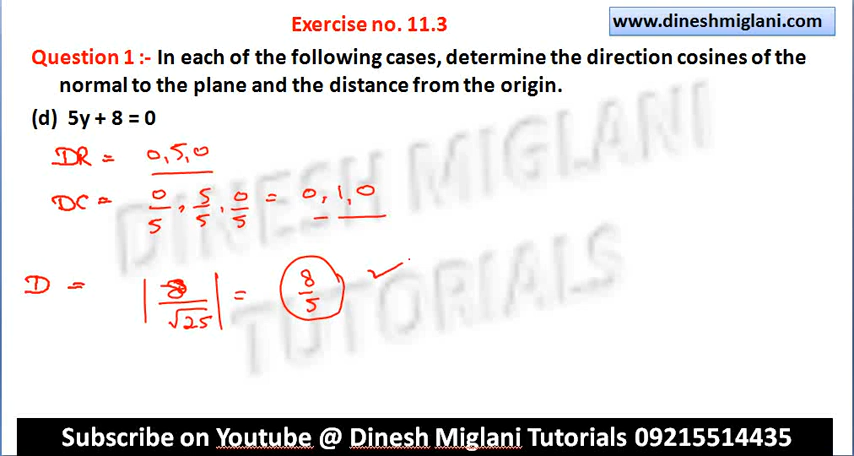 Exercise no. 11.3
www.dineshmiglani.com
Question 1 :- In each of the following cases, determine the direction cosines of the
normal to the plane and the distance from the origin.
(d) 5y + 8 = 0
DR = 0, 5, 0
DC = 0/5, 5/5, 0/5 = 0, 1, 0
D = |-8/√25| = 8/5 ✓
DINESH MIGLANI
TUTORIALS
Subscribe on Youtube @ Dinesh Miglani Tutorials 09215514435